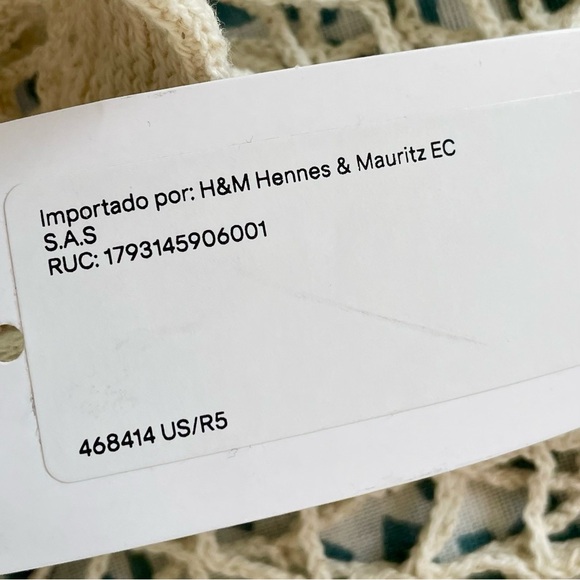 Importado por: H&M Hennes & Mauritz EC
S.A.S
RUC: 1793145906001
468414 US/R5